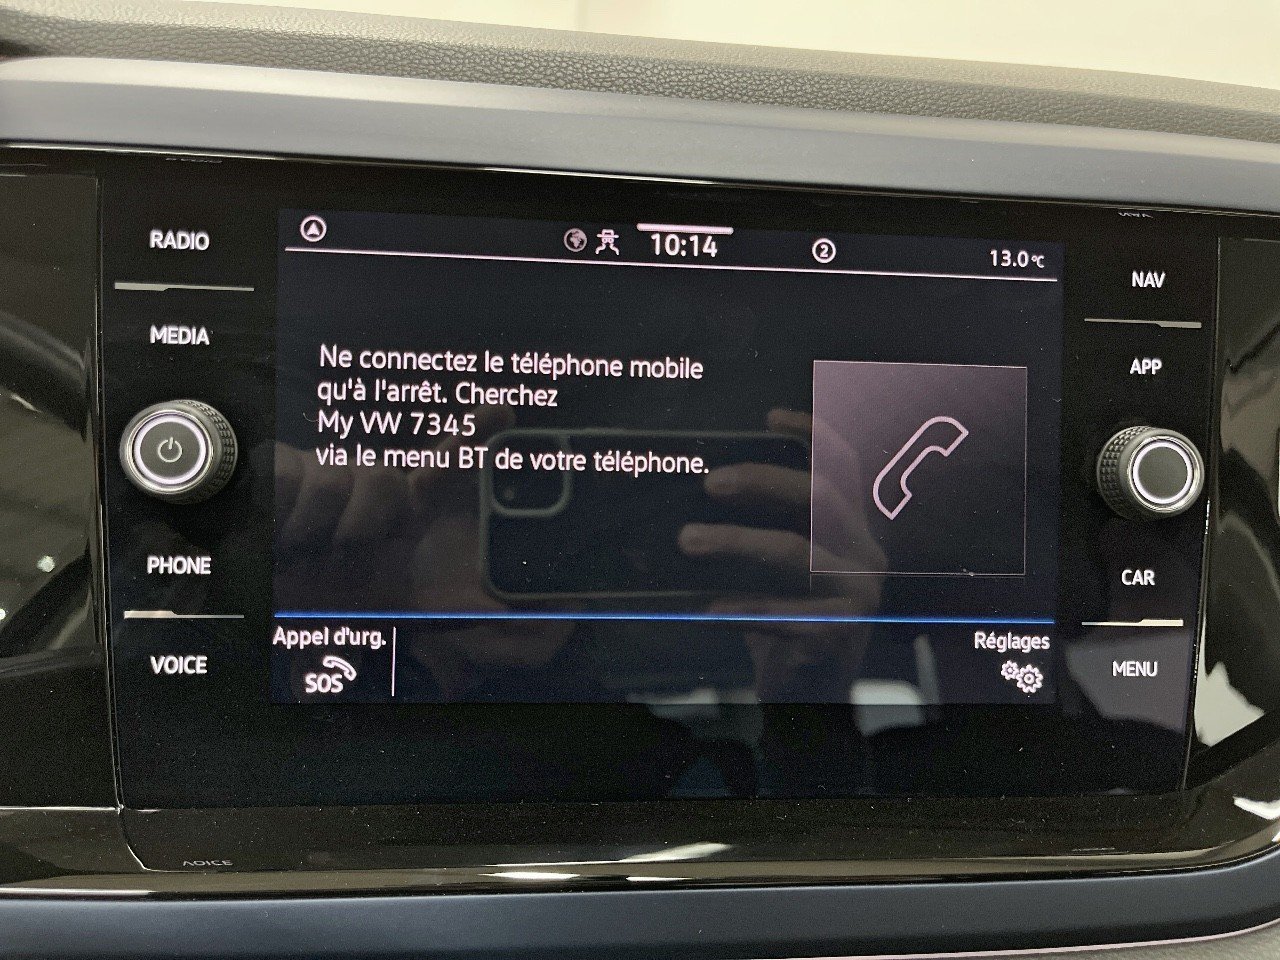 RADIO
MEDIA
PHONE
VOICE
10:14
2
13.0°C
Ne connectez le téléphone mobile
qu'à l'arrêt. Cherchez
My VW 7345
via le menu BT de votre téléphone.
Appel d'urg.
SOS
Réglages
NAV
APP
CAR
MENU